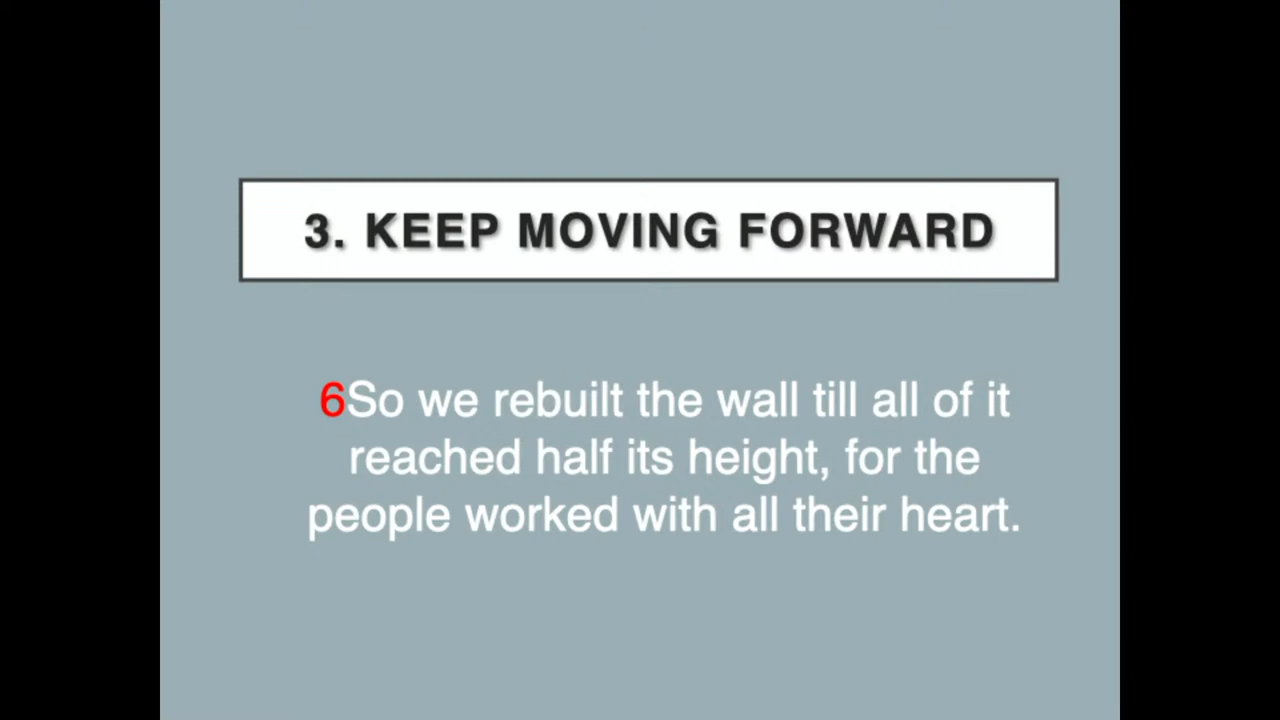 3. KEEP MOVING FORWARD
6So we rebuilt the wall till all of it
reached half its height, for the
people worked with all their heart.